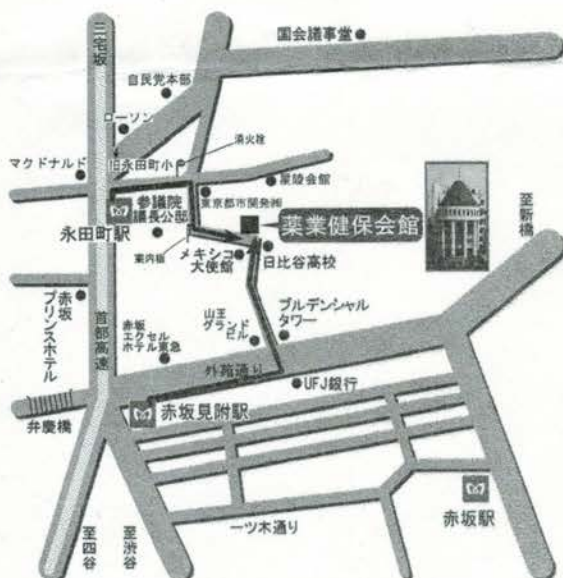 三宅坂
国会議事堂
自民党本部
ローソン
消火栓
マクドナルド
旧永田町小
星陵会館
東京都市開発㈱
参議院
議長公邸
永田町駅
薬業健保会館
至新橋
案内板
メキシコ
大使館
日比谷高校
赤坂
プリンスホテル
首都高速
赤坂
エクセル
ホテル東急
山王
グランド
ビル
プルデンシャル
タワー
外苑通り
UFJ銀行
弁慶橋
赤坂見附駅
赤坂駅
一ツ木通り
至四谷
至渋谷